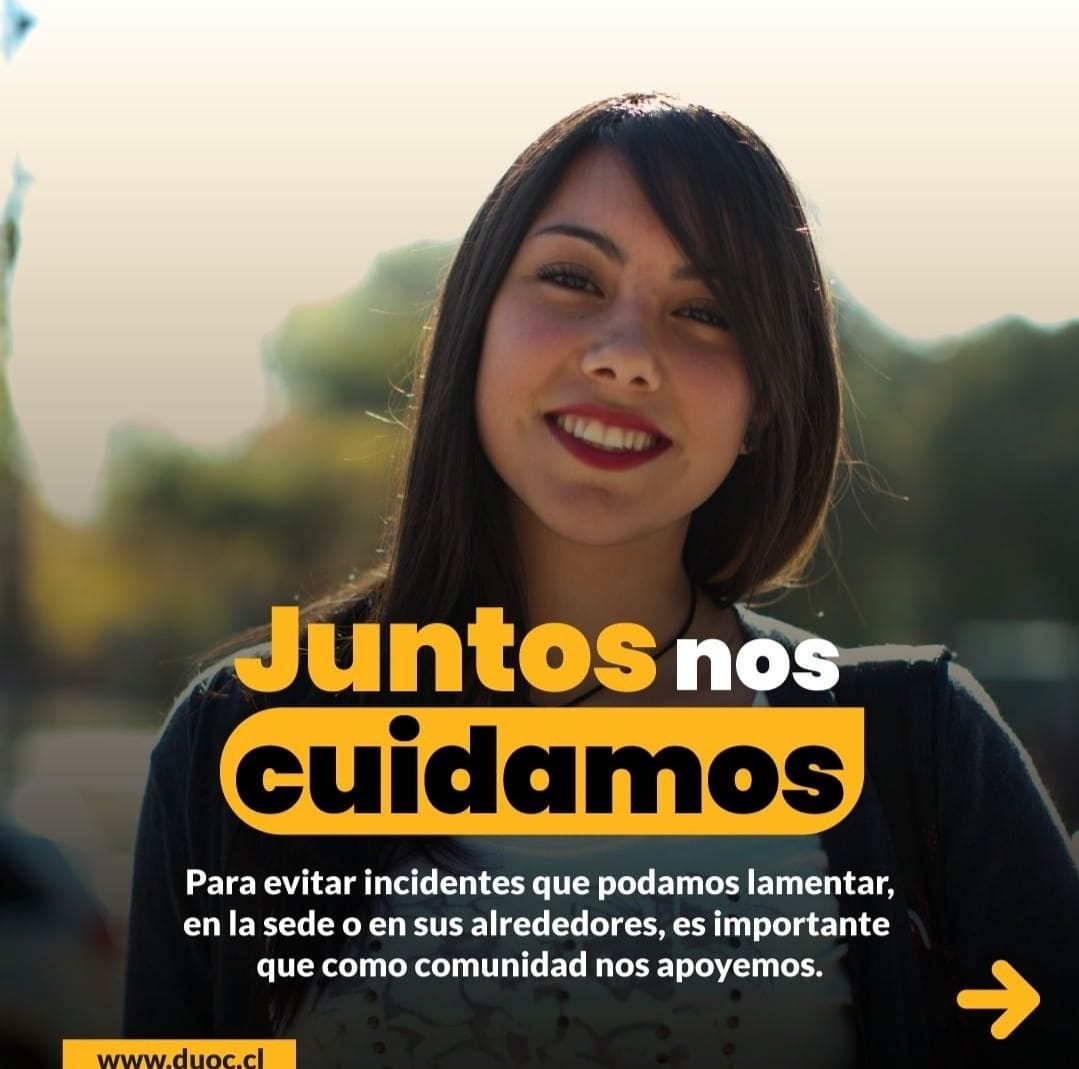 Juntos nos
cuidamos
Para evitar incidentes que podamos lamentar,
en la sede o en sus alrededores, es importante
que como comunidad nos apoyemos.
www.duoc.cl